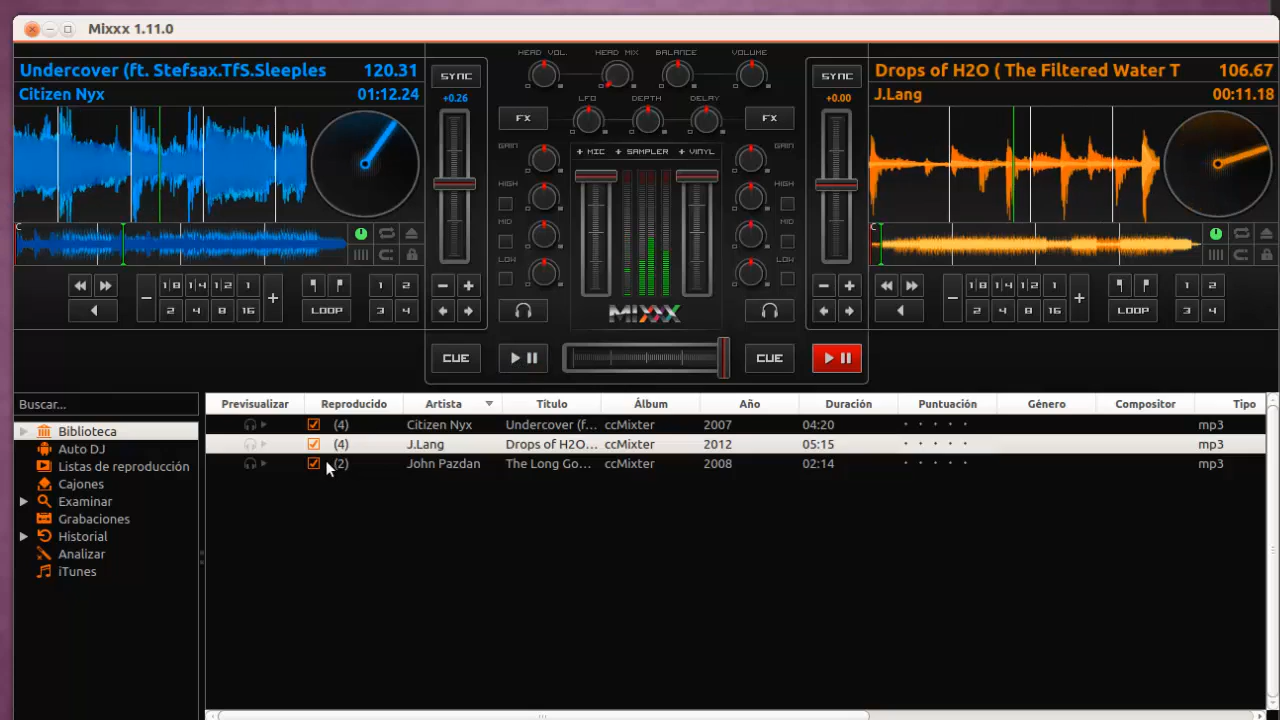 Mixxx 1.11.0
Undercover (ft. Stefsax.TfS.Sleeples 120.31
Citizen Nyx 01:12.24
SYNC
+0.26
HEAD VOL. HEAD MIX BALANCE VOLUME
LFO DEPTH DELAY
FX FX
+ MIC + SAMPLER + VINYL
GAIN GAIN
HIGH HIGH
MID MID
LOW LOW
MIXXX
SYNC
+0.00
Drops of H2O ( The Filtered Water T 106.67
J.Lang 00:11.18
C
C
1|8 1|4 1|2 1 1 2
2 4 8 16 LOOP 3 4
1|8 1|4 1|2 1 1 2
2 4 8 16 LOOP 3 4
CUE CUE
Buscar...
Biblioteca
Auto DJ
Listas de reproducción
Cajones
Examinar
Grabaciones
Historial
Analizar
iTunes
Previsualizar Reproducido Artista Título Álbum Año Duración Puntuación Género Compositor Tipo
(4) Citizen Nyx Undercover (f... ccMixter 2007 04:20 mp3
(4) J.Lang Drops of H2O... ccMixter 2012 05:15 mp3
(2) John Pazdan The Long Go... ccMixter 2008 02:14 mp3